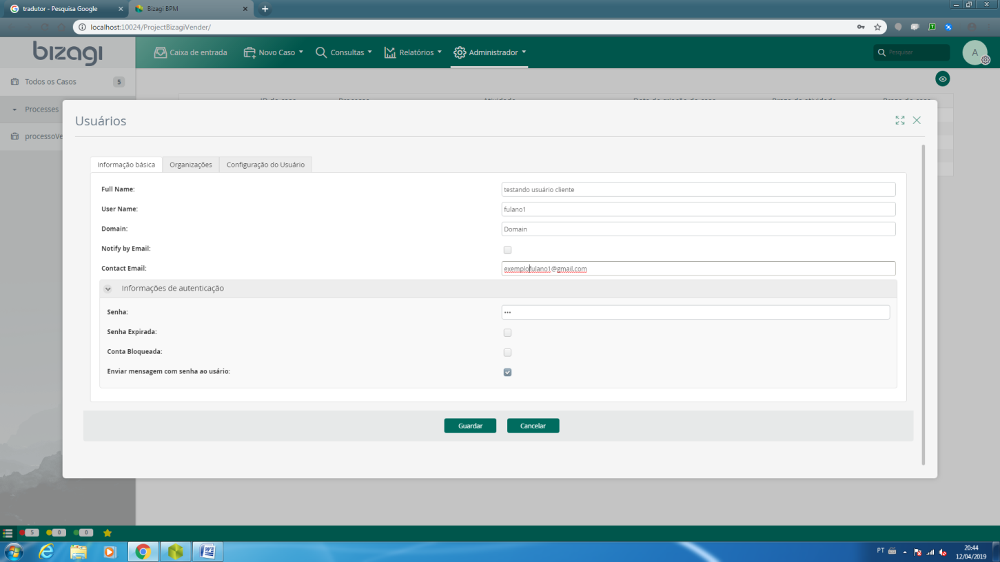 tradutor - Pesquisa Google
Bizagi BPM
localhost:10024/ProjectBizagiVender/
bizagi
Caixa de entrada
Novo Caso
Consultas
Relatórios
Administrador
Pesquisar
A
Todos os Casos 5
Processes
processoVe
Usuários
Informação básica
Organizações
Configuração do Usuário
Full Name: testando usuário cliente
User Name: fulano1
Domain: Domain
Notify by Email:
Contact Email: exemplofulano1@gmail.com
Informações de autenticação
Senha: •••
Senha Expirada:
Conta Bloqueada:
Enviar mensagem com senha ao usário:
Guardar
Cancelar
5 0 0
PT
20:44
12/04/2019